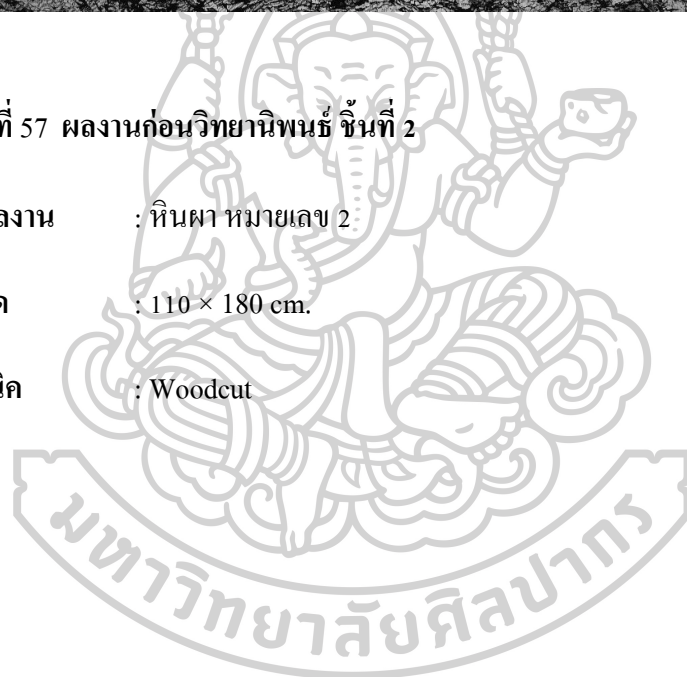 ที่ 57 ผลงานก่อนวิทยานิพนธ์ ชิ้นที่ 2
ลงาน : หินผา หมายเลข 2
: 110 × 180 cm.
: Woodcut
มหาวิทยาลัยศิลปากร